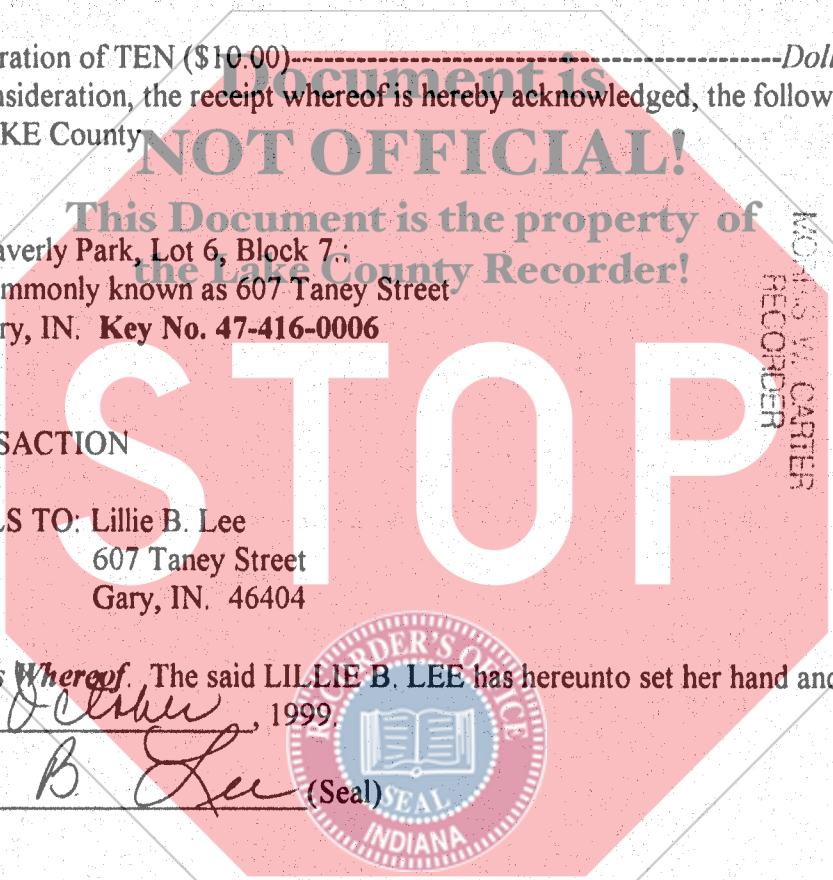 ration of TEN ($10.00)-------------------------------------------------Doll
nsideration, the receipt whereof is hereby acknowledged, the follow
KE County
Document is
NOT OFFICIAL!
This Document is the property of
the Lake County Recorder!
averly Park, Lot 6, Block 7.:
mmonly known as 607 Taney Street
ry, IN. Key No. 47-416-0006
W. CARTER
RECORDER
STOP
SACTION
LS TO: Lillie B. Lee
607 Taney Street
Gary, IN. 46404
s Whereof. The said LILLIE B. LEE has hereunto set her hand and
October, 1999.
B Lee (Seal)
RECORDER'S OFFICE
SEAL
INDIANA